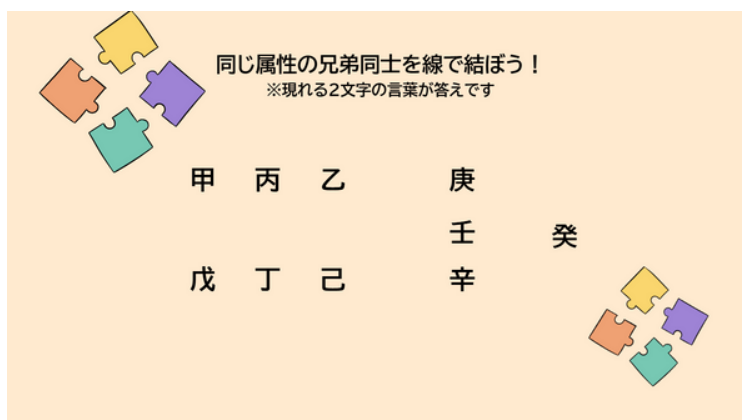 同じ属性の兄弟同士を線で結ぼう！
※現れる2文字の言葉が答えです
甲 丙 乙 庚
壬 癸
戊 丁 己 辛